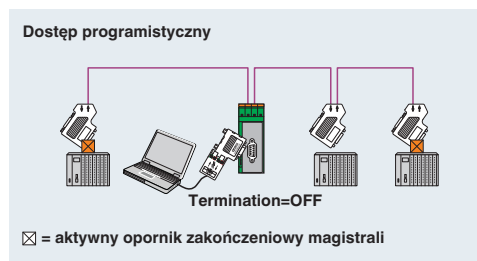 Dostęp programistyczny
Termination=OFF
= aktywny opornik zakończeniowy magistrali